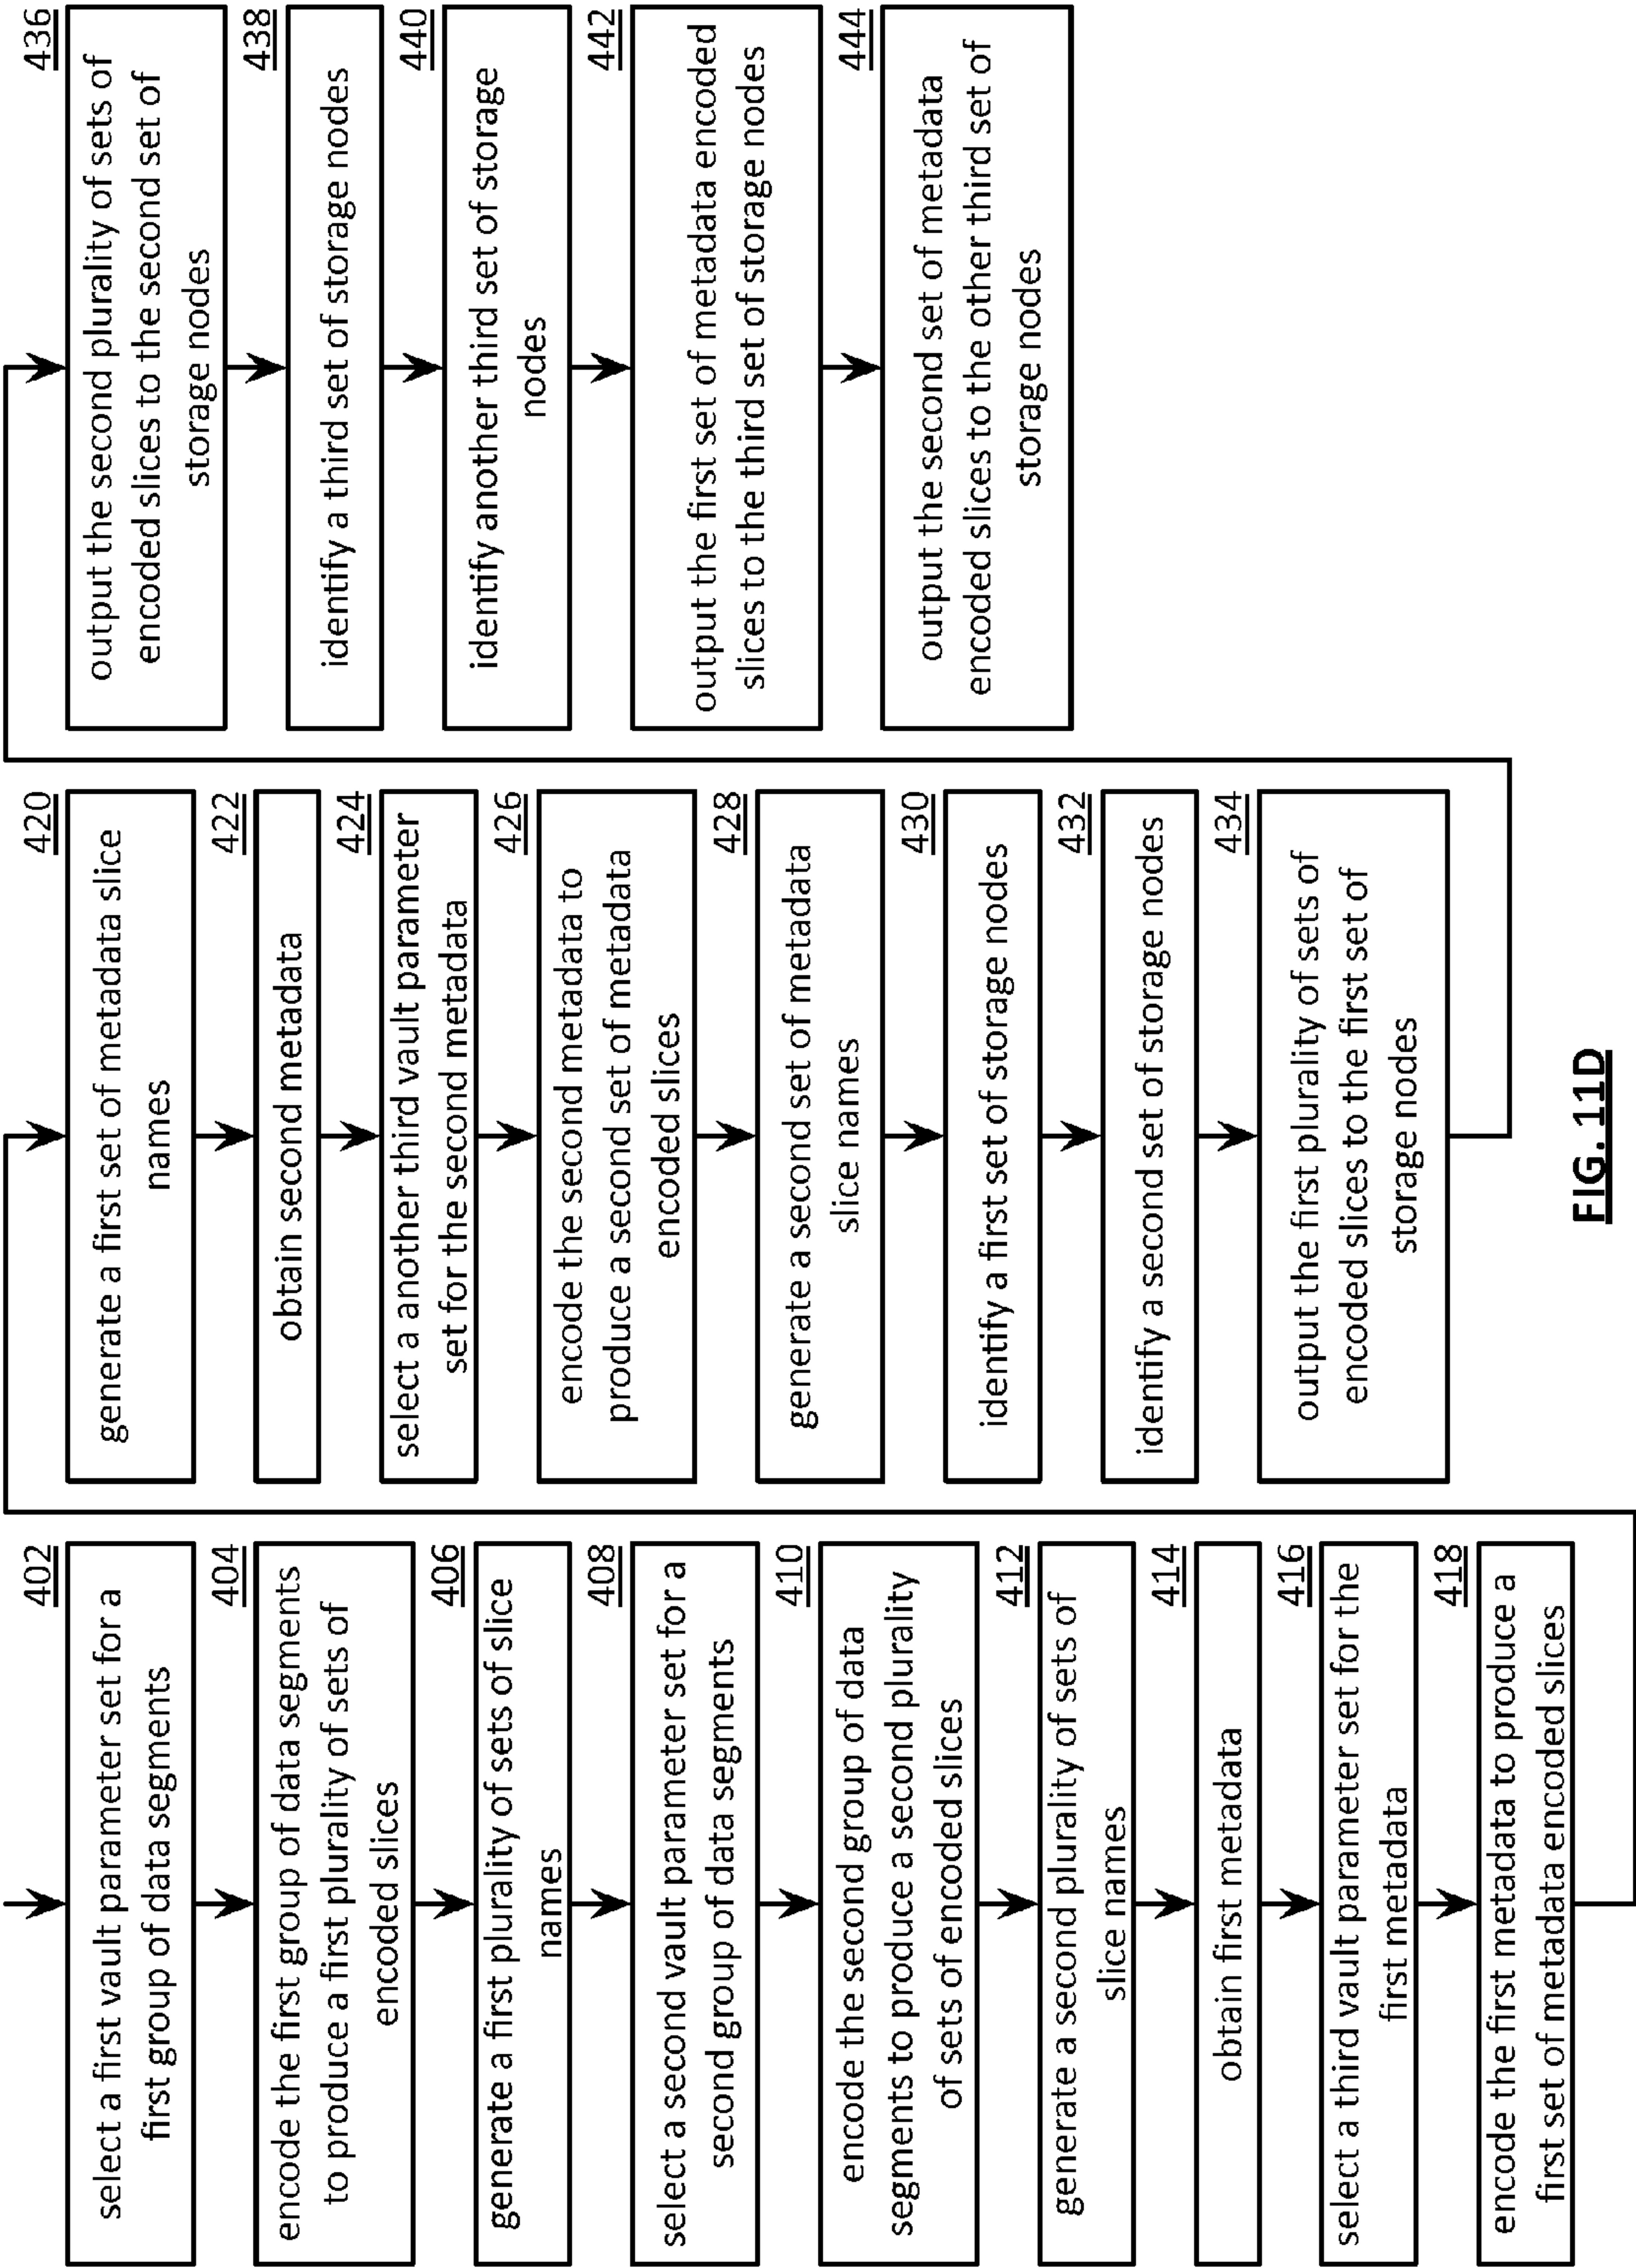 402
select a first vault parameter set for a
first group of data segments
404
encode the first group of data segments
to produce a first plurality of sets of
encoded slices
406
generate a first plurality of sets of slice
names
408
select a second vault parameter set for a
second group of data segments
410
encode the second group of data
segments to produce a second plurality
of sets of encoded slices
412
generate a second plurality of sets of
slice names
414
obtain first metadata
416
select a third vault parameter set for the
first metadata
418
encode the first metadata to produce a
first set of metadata encoded slices
420
generate a first set of metadata slice
names
422
obtain second metadata
424
select a another third vault parameter
set for the second metadata
426
encode the second metadata to
produce a second set of metadata
encoded slices
428
generate a second set of metadata
slice names
430
identify a first set of storage nodes
432
identify a second set of storage nodes
434
output the first plurality of sets of
encoded slices to the first set of
storage nodes
436
output the second plurality of sets of
encoded slices to the second set of
storage nodes
438
identify a third set of storage nodes
440
identify another third set of storage
nodes
442
output the first set of metadata encoded
slices to the third set of storage nodes
444
output the second set of metadata
encoded slices to the other third set of
storage nodes
FIG. 11D